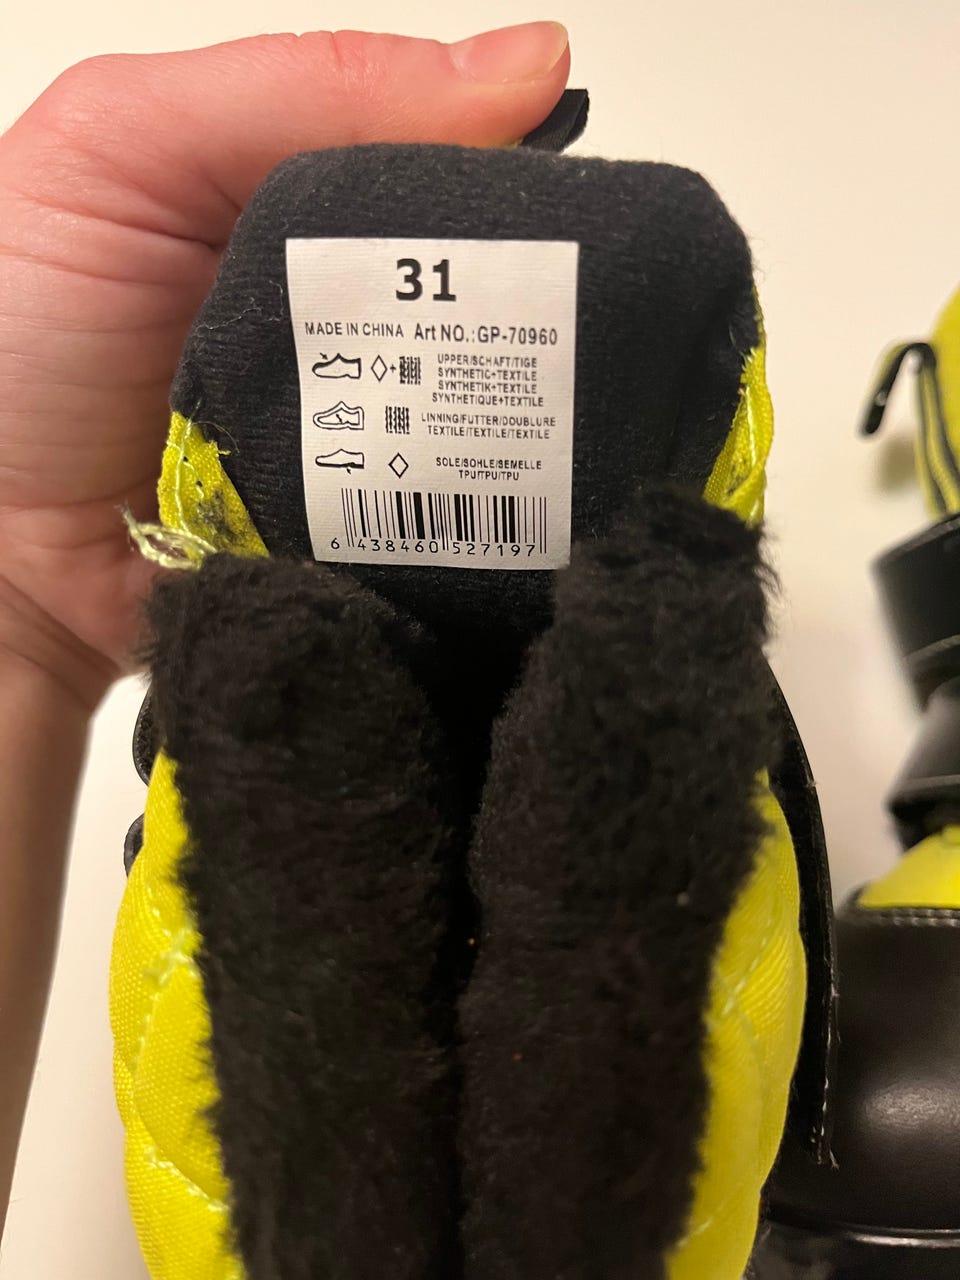 31
MADE IN CHINA Art NO.:GP-70960
UPPER/SCHAFT/TIGE
SYNTHETIC+TEXTILE
SYNTHETIK+TEXTILE
SYNTHETIQUE+TEXTILE
LINNING/FUTTER/DOUBLURE
TEXTILE/TEXTILE/TEXTILE
SOLE/SOHLE/SEMELLE
TPU/TPU/TPU
6 438460 527197